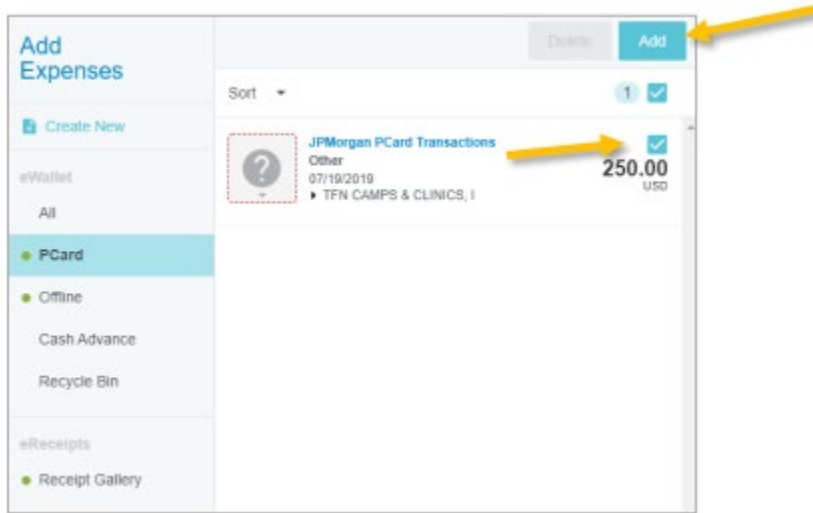 Add
Expenses
Delete
Add
Sort
1
Create New
JPMorgan PCard Transactions
Other
250.00
07/19/2019
USD
TFN CAMPS & CLINICS, I
eWallet
All
PCard
Offline
Cash Advance
Recycle Bin
eReceipts
Receipt Gallery